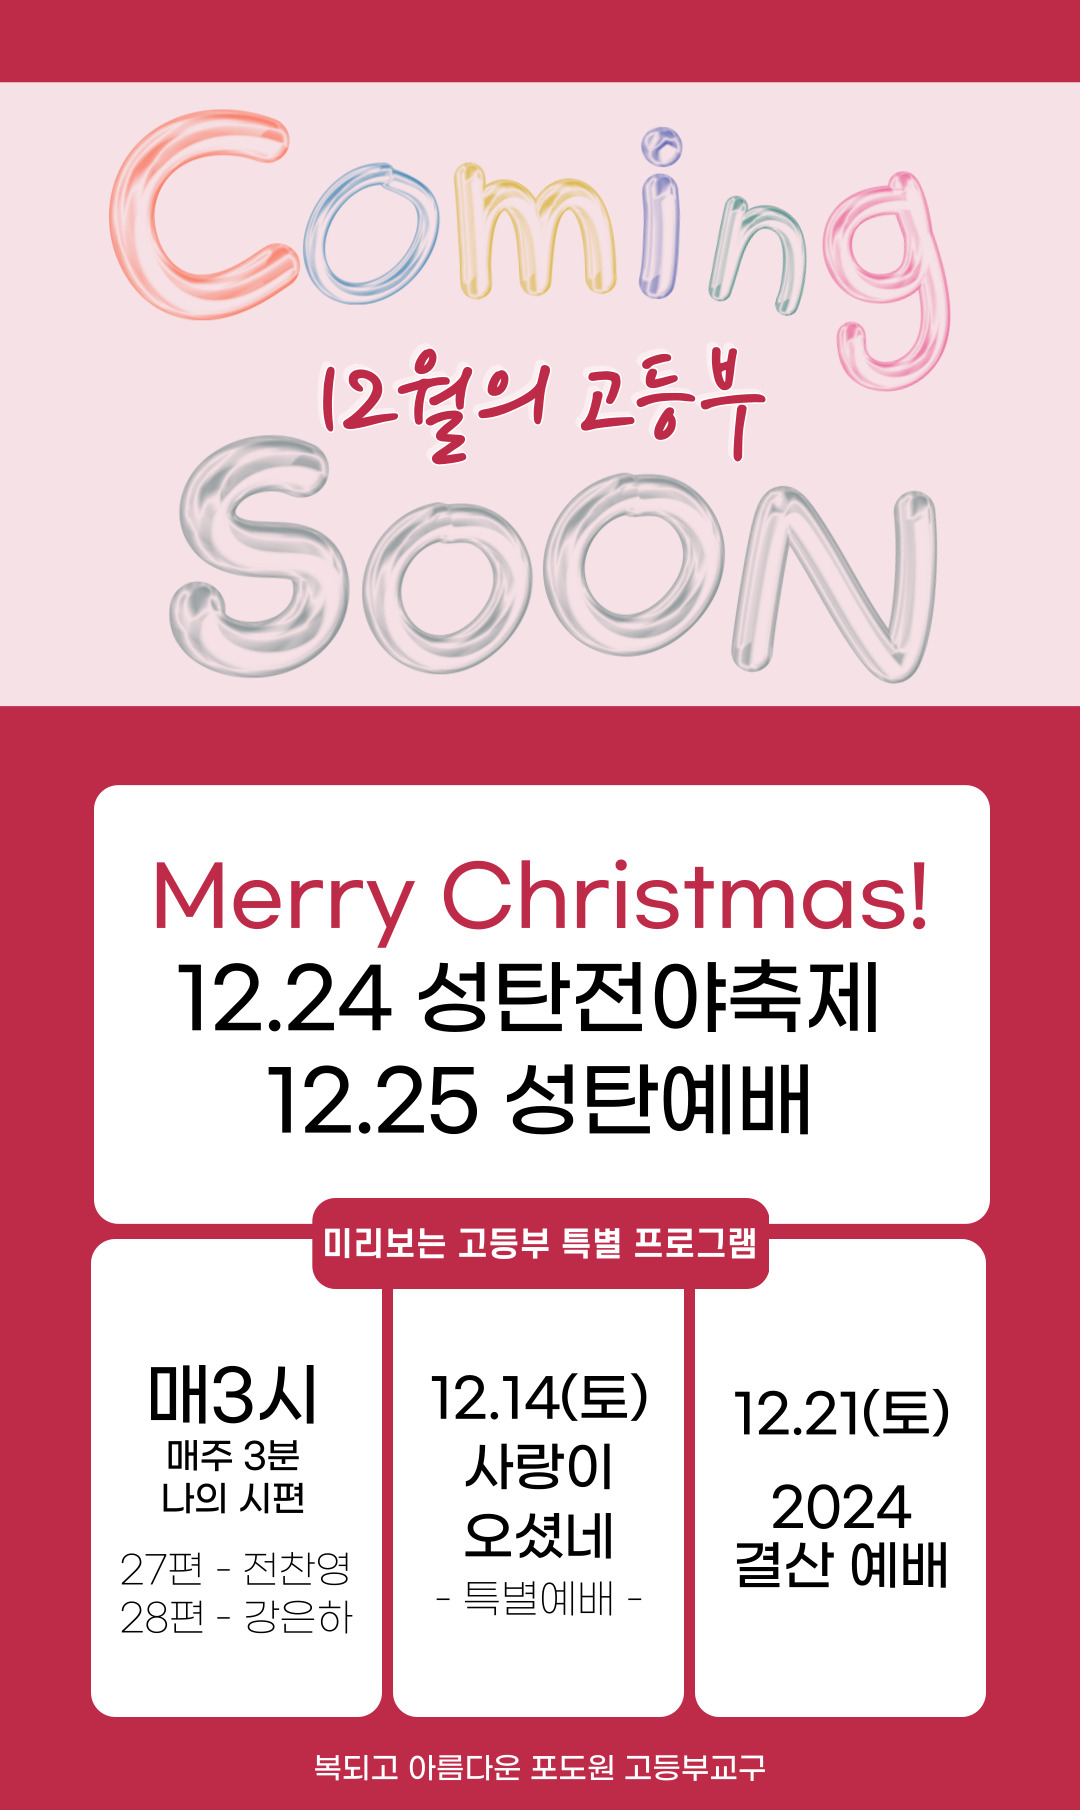 Coming
12월의 고등부
SOON
Merry Christmas!
12.24 성탄전야축제
12.25 성탄예배
미리보는 고등부 특별 프로그램
매3시
매주 3분
나의 시편
27편 - 전찬영
28편 - 강은하
12.14(토)
사랑이
오셨네
- 특별예배 -
12.21(토)
2024
결산 예배
복되고 아름다운 포도원 고등부교구